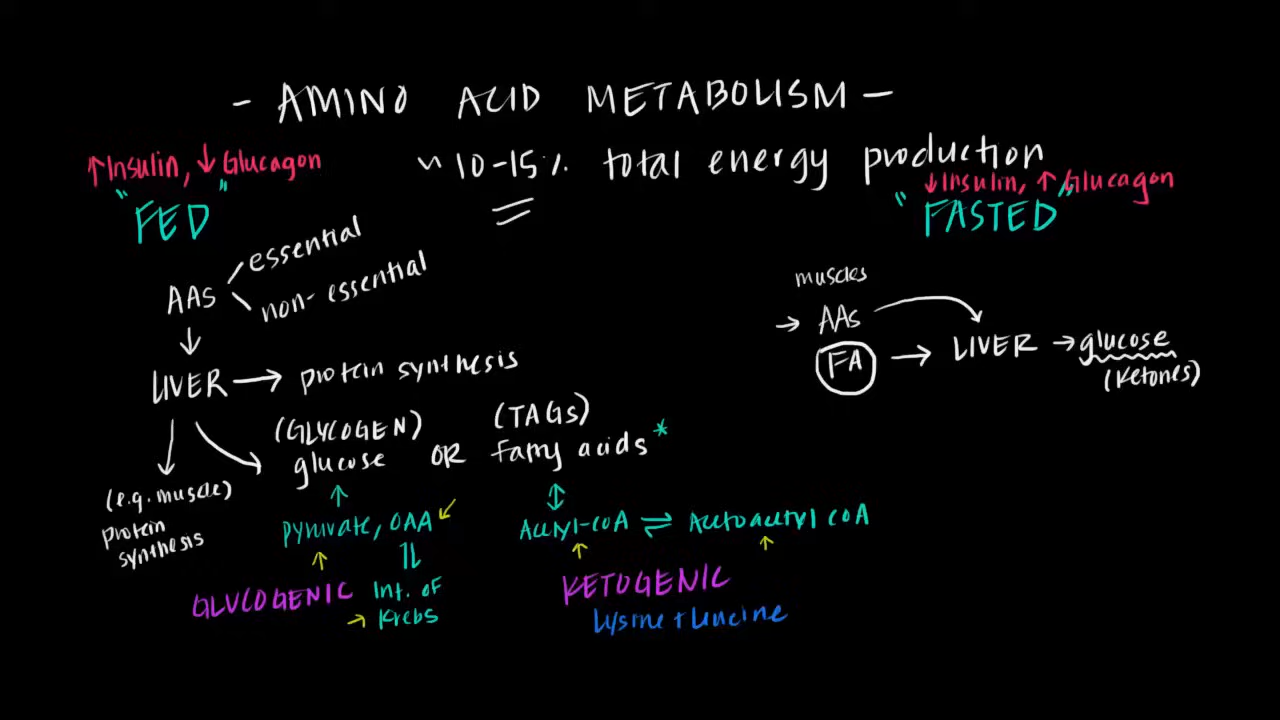 - AMINO ACID METABOLISM -
~ 10-15% total energy production
↑Insulin, ↓Glucagon
"FED"
AAs
essential
non-essential
↓
LIVER → protein synthesis
(e.g. muscle)
protein
synthesis
(GLYCOGEN) (TAGs)
glucose OR fatty acids*
↑ ↕
Pyruvate, OAA
Acetyl-CoA ⇌ Acetoacetyl CoA
GLUCOGENIC
Int. of
→ Krebs
KETOGENIC
Lysine + Leucine
↓Insulin, ↑Glucagon
"FASTED"
muscles
→ AAs
FA → LIVER → glucose
(Ketones)